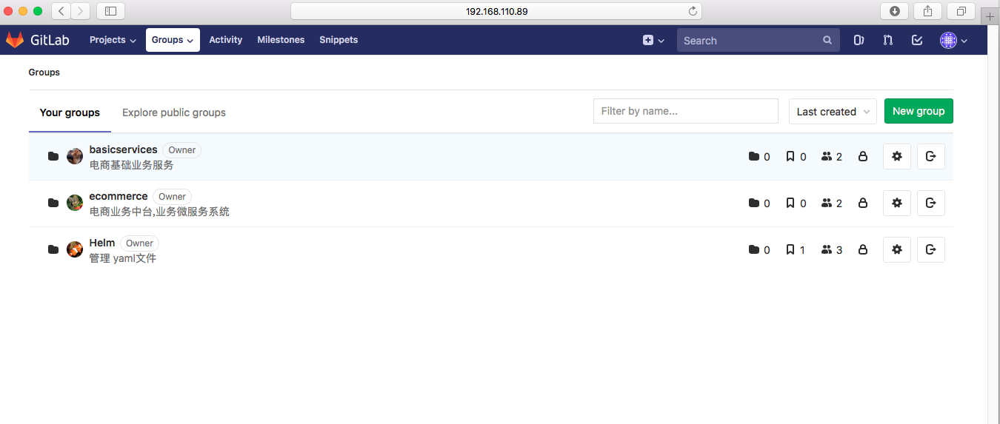 192.168.110.89
GitLab Projects Groups Activity Milestones Snippets Search
Groups
Your groups Explore public groups Filter by name... Last created New group
basicservices Owner 0 0 2
电商基础业务服务
ecommerce Owner 0 0 2
电商业务中台,业务微服务系统
Helm Owner 0 1 3
管理 yaml文件